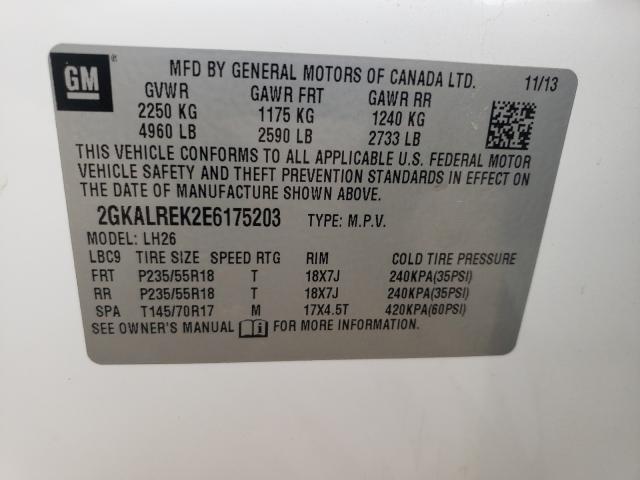 GM
MFD BY GENERAL MOTORS OF CANADA LTD. 11/13
GVWR GAWR FRT GAWR RR
2250 KG 1175 KG 1240 KG
4960 LB 2590 LB 2733 LB
THIS VEHICLE CONFORMS TO ALL APPLICABLE U.S. FEDERAL MOTOR
VEHICLE SAFETY AND THEFT PREVENTION STANDARDS IN EFFECT ON
THE DATE OF MANUFACTURE SHOWN ABOVE.
2GKALREK2E6175203 TYPE: M.P.V.
MODEL: LH26
LBC9 TIRE SIZE SPEED RTG RIM COLD TIRE PRESSURE
FRT P235/55R18 T 18X7J 240KPA(35PSI)
RR P235/55R18 T 18X7J 240KPA(35PSI)
SPA T145/70R17 M 17X4.5T 420KPA(60PSI)
SEE OWNER'S MANUAL FOR MORE INFORMATION.